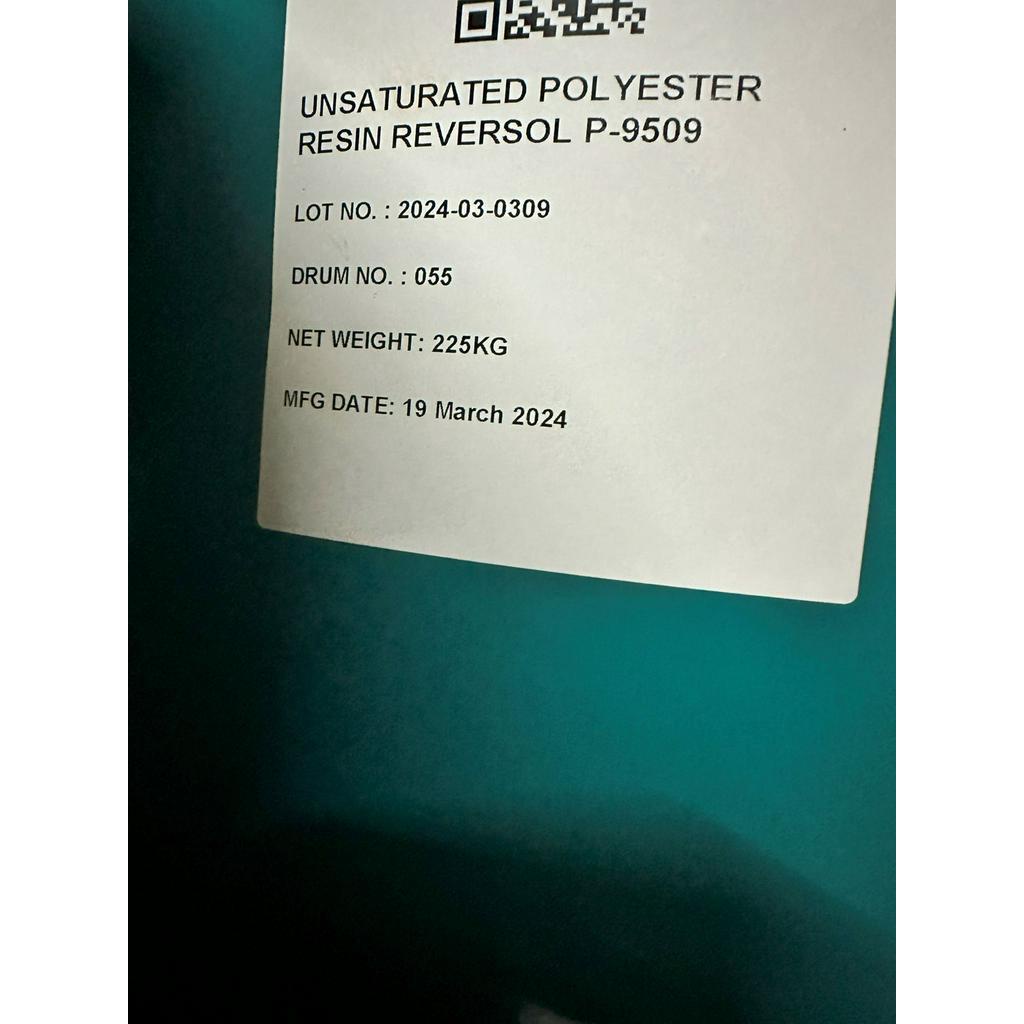 UNSATURATED POLYESTER
RESIN REVERSOL P-9509
LOT NO. : 2024-03-0309
DRUM NO. : 055
NET WEIGHT: 225KG
MFG DATE: 19 March 2024